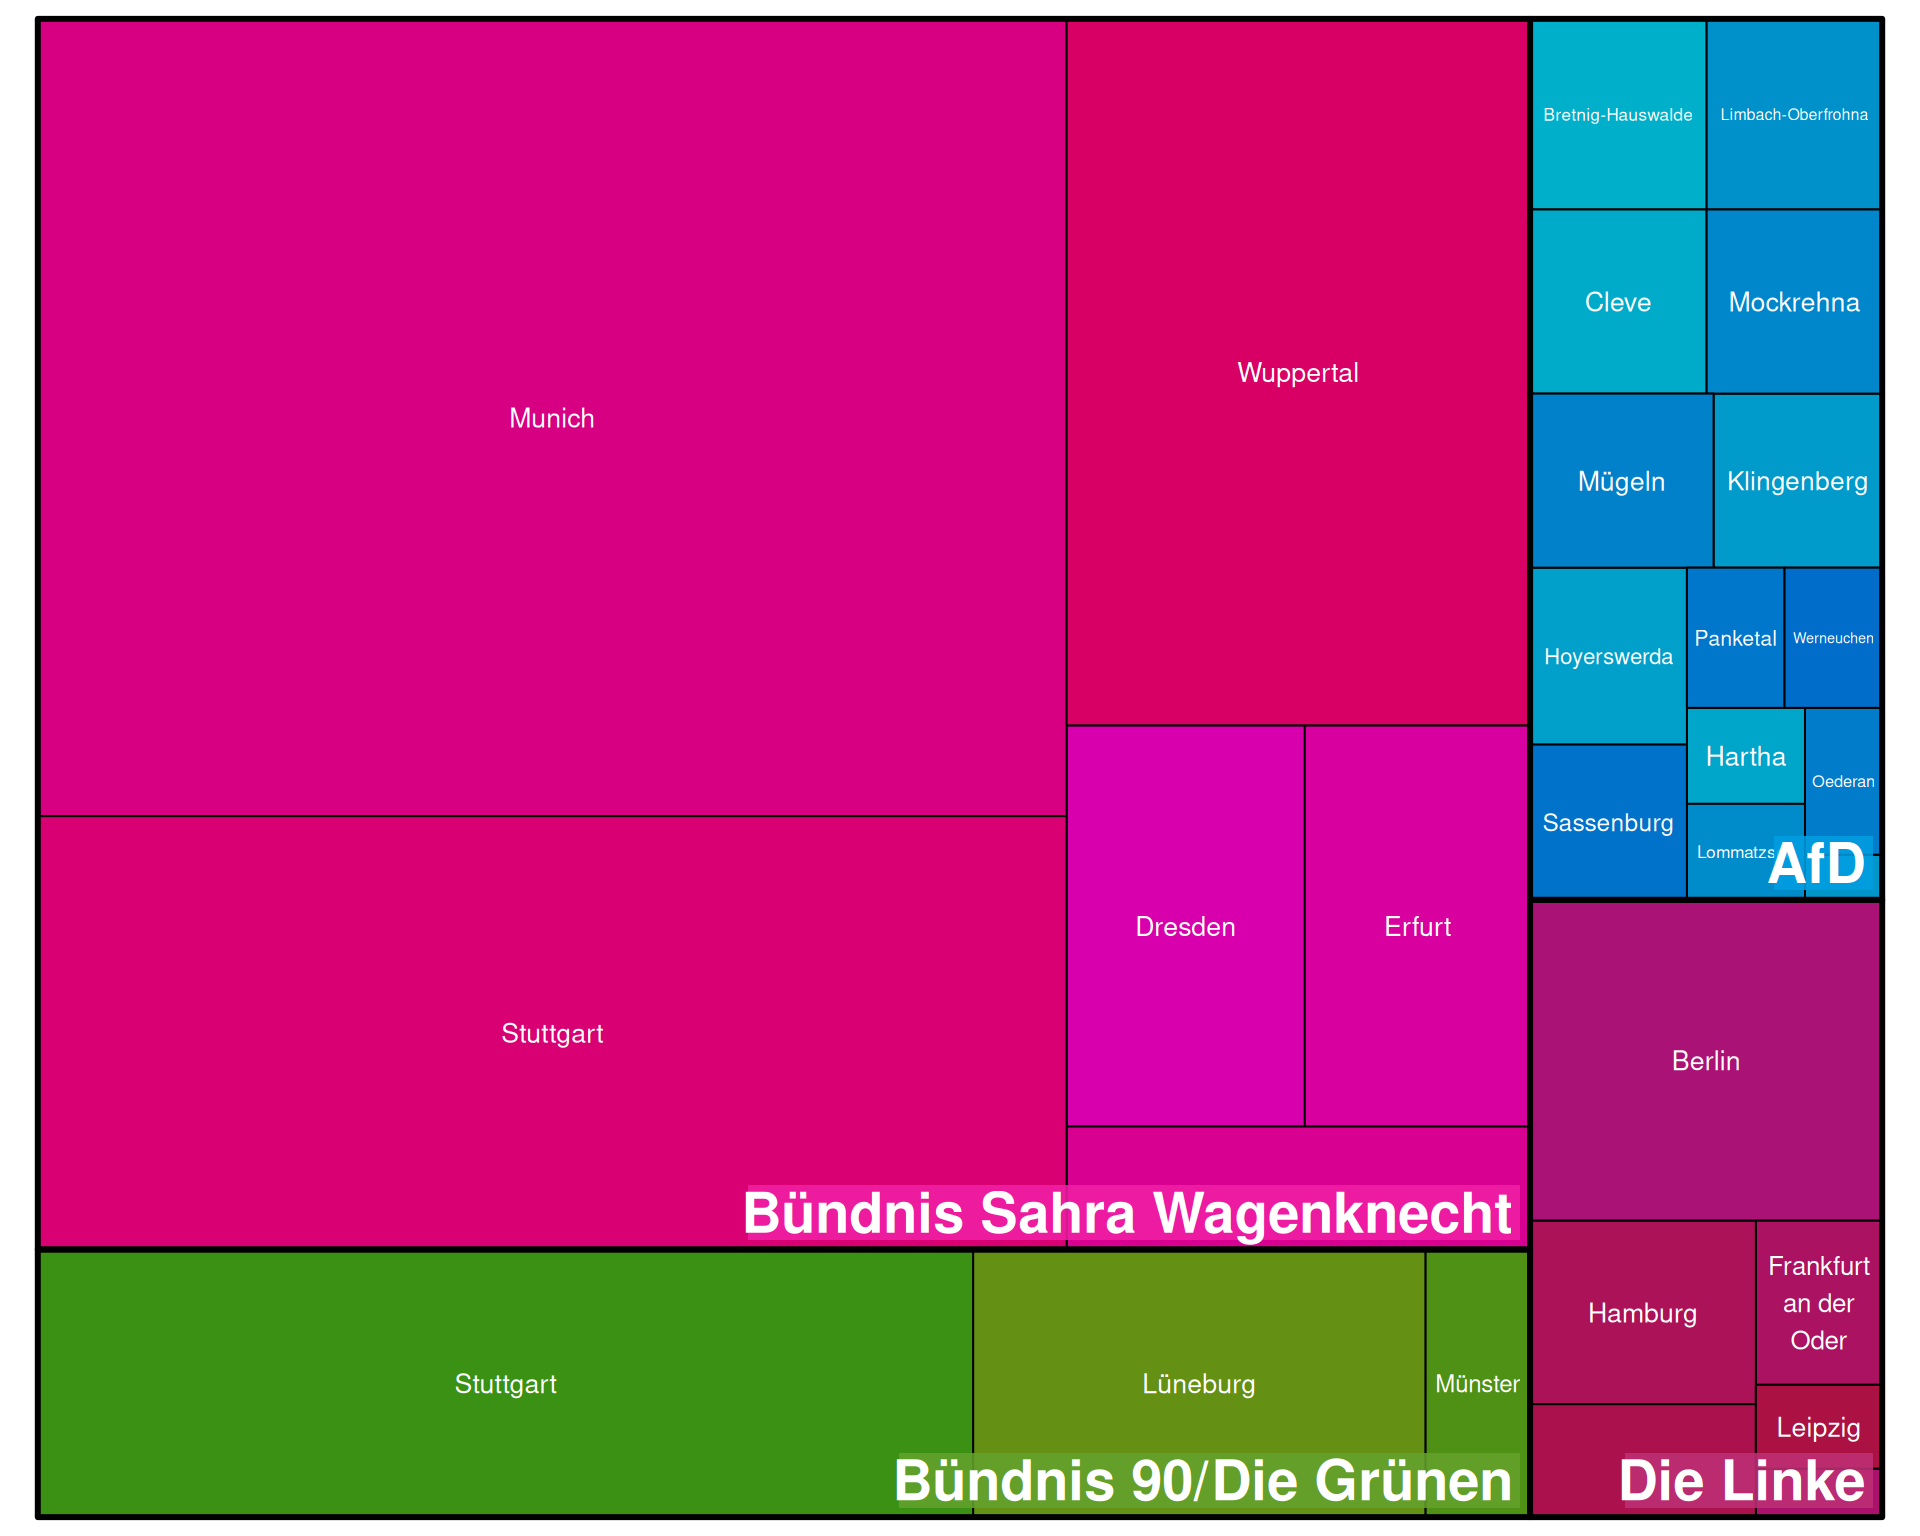 Munich
Wuppertal
Stuttgart
Dresden
Erfurt
Bündnis Sahra Wagenknecht
Stuttgart
Lüneburg
Münster
Bündnis 90/Die Grünen
Bretnig-Hauswalde
Limbach-Oberfrohna
Cleve
Mockrehna
Mügeln
Klingenberg
Hoyerswerda
Panketal
Werneuchen
Sassenburg
Hartha
Oederan
Lommatzs
AfD
Berlin
Hamburg
Frankfurt
an der
Oder
Leipzig
Die Linke